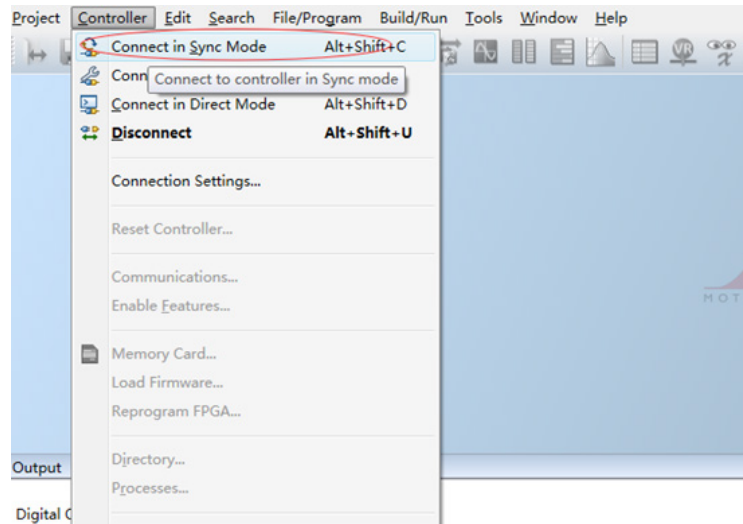 Project Controller Edit Search File/Program Build/Run Tools Window Help
Connect in Sync Mode Alt+Shift+C
Conn
Connect to controller in Sync mode
Connect in Direct Mode Alt+Shift+D
Disconnect Alt+Shift+U
Connection Settings...
Reset Controller...
Communications...
Enable Features...
MOT
Memory Card...
Load Firmware...
Reprogram FPGA...
Directory...
Output
Processes...
Digital